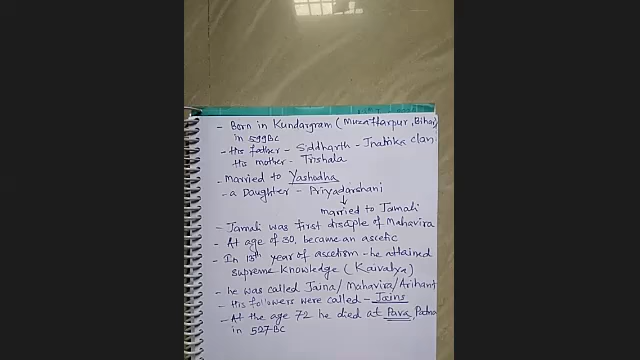 - Born in Kundargram (Muzaffarpur, Bihar)
in 599BC
- His father - Siddharth - Jnatrika clan
His mother - Trishala
- Married to Yashodha
- a Daughter - Priyadarshani
↓
married to Jamali
- Jamali was first disciple of Mahavira
- At age of 30, became an ascetic
- In 13th year of ascetism - he attained
supreme knowledge (Kaivalya)
- he was called Jaina/Mahavira/Arihant
- His followers were called - Jains
- At the age 72 he died at Pava, Patna
in 527 BC